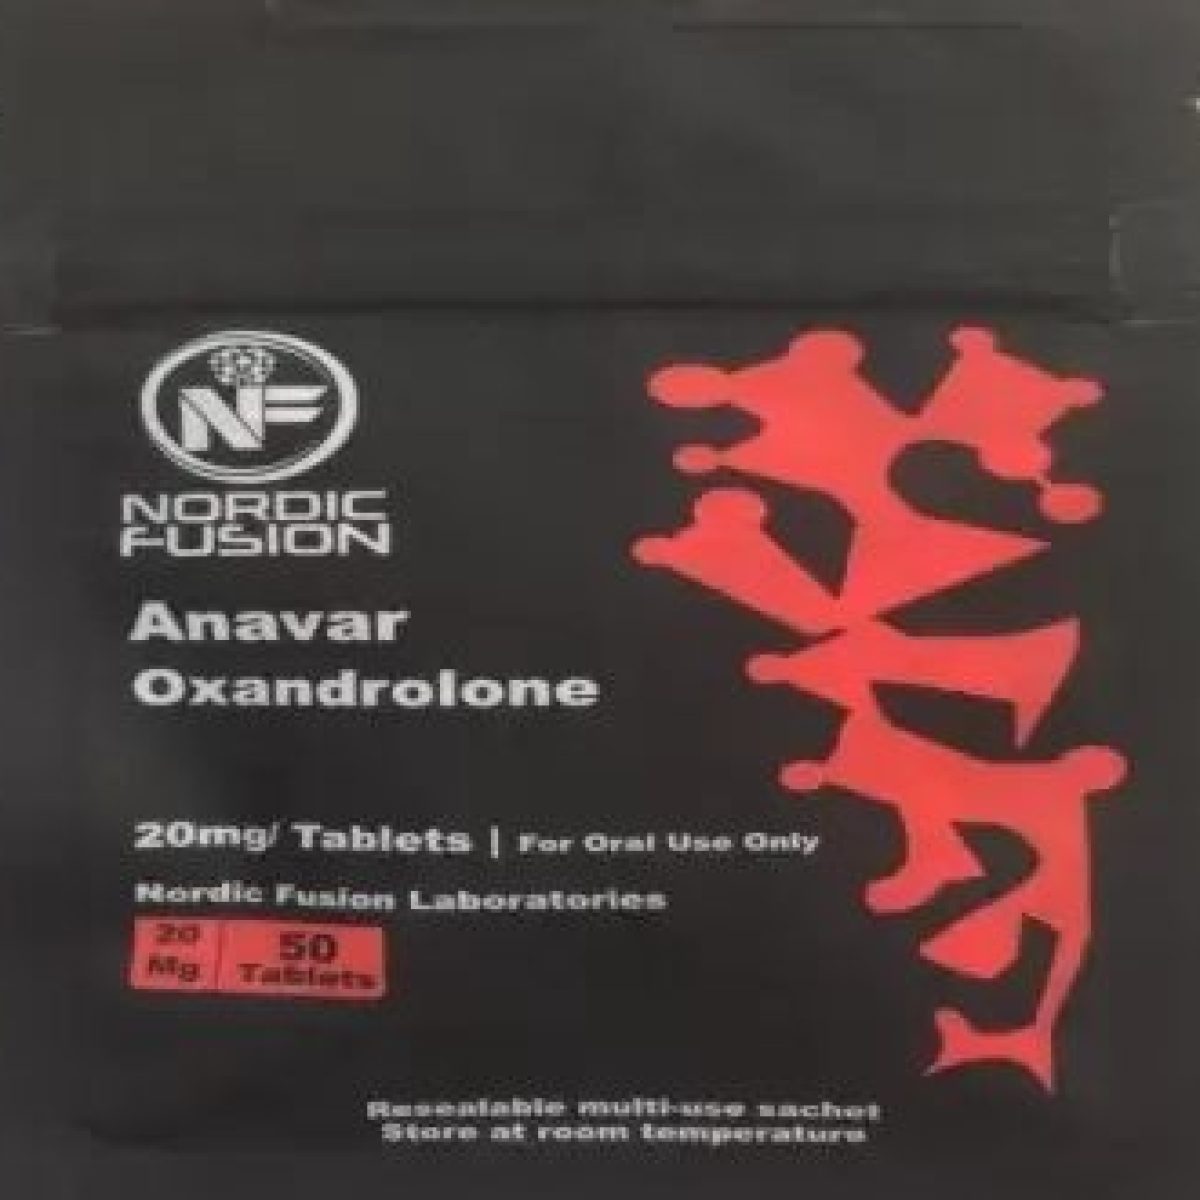 NF
NORDIC
FUSION
Anavar
Oxandrolone
20mg/ Tablets | For Oral Use Only
Nordic Fusion Laboratories
20
Mg
50
Tablets
Resealable multi-use sachet
Store at room temperature